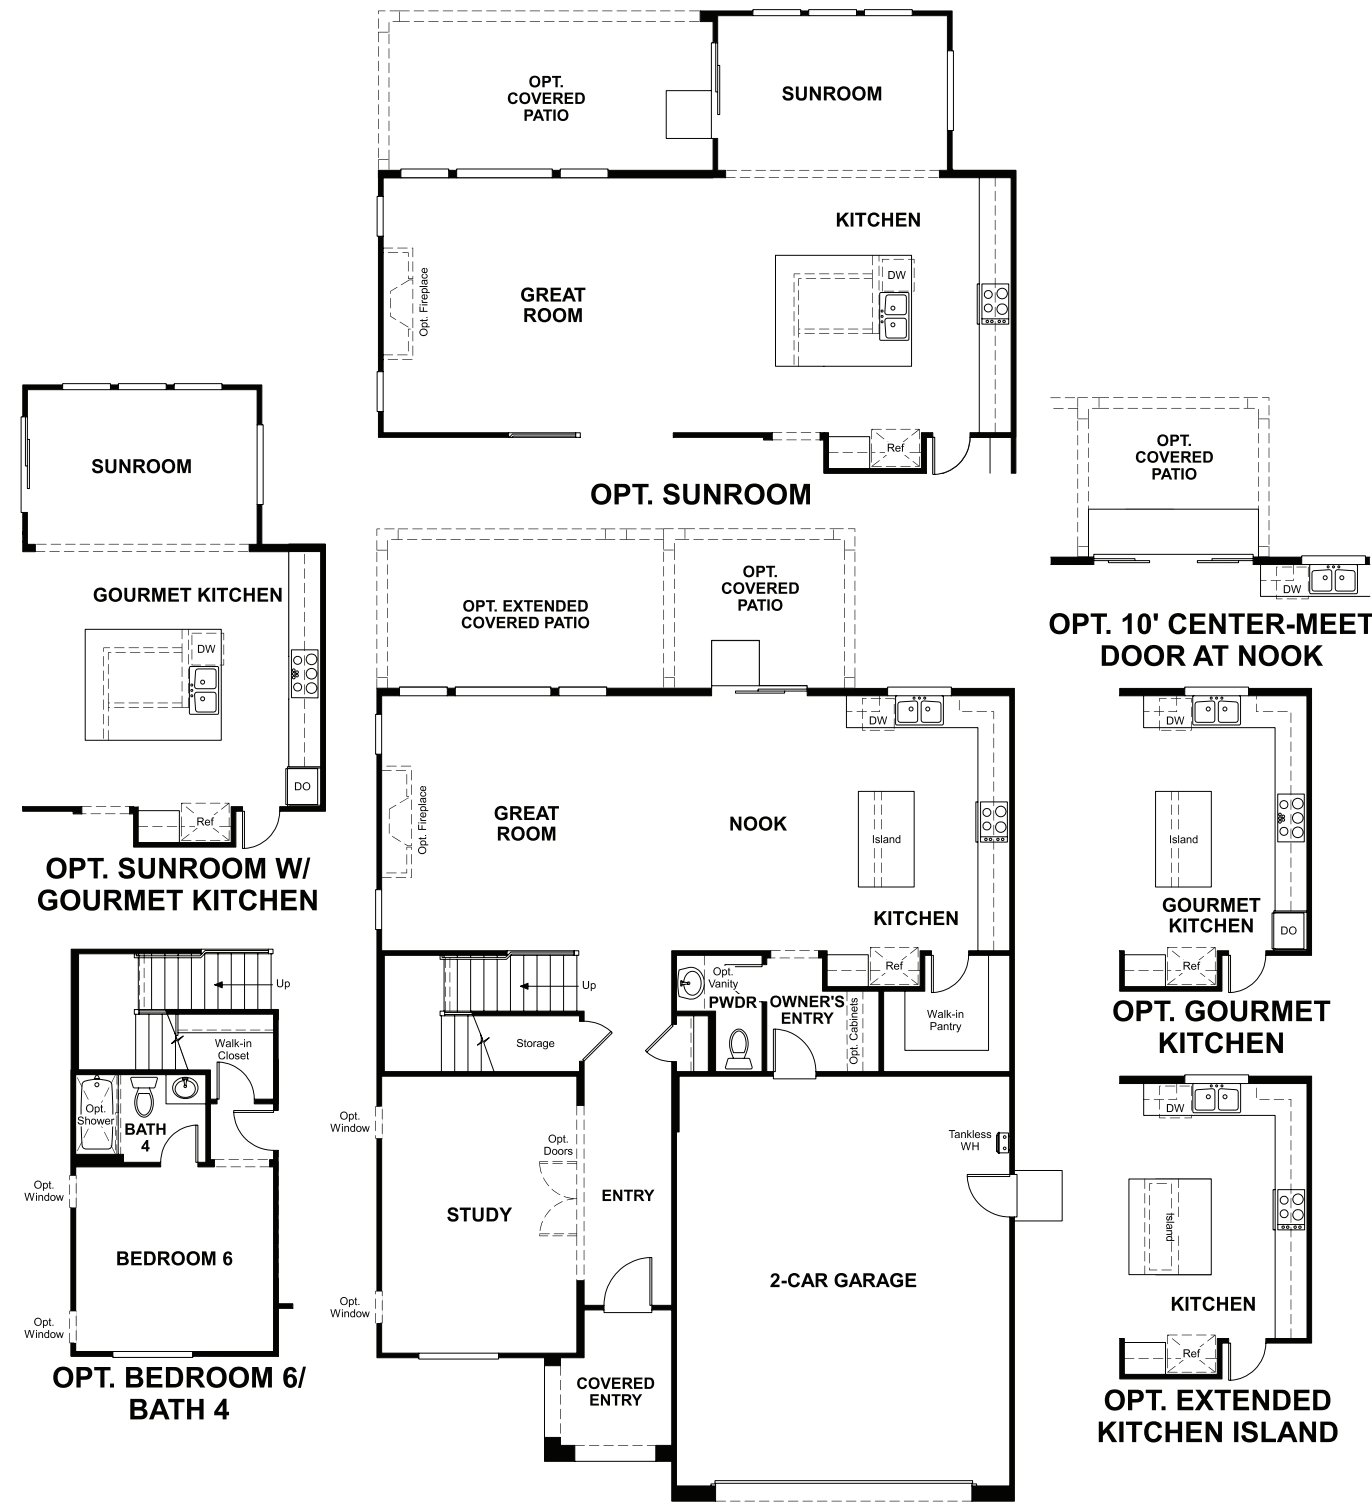 OPT.
COVERED
PATIO
SUNROOM
KITCHEN
DW
Opt. Fireplace
GREAT
ROOM
Ref
OPT. SUNROOM
SUNROOM
GOURMET KITCHEN
DW
DO
Ref
OPT. SUNROOM W/
GOURMET KITCHEN
OPT.
COVERED
PATIO
DW
OPT. 10' CENTER-MEET
DOOR AT NOOK
OPT. EXTENDED
COVERED PATIO
OPT.
COVERED
PATIO
DW
Opt. Fireplace
GREAT
ROOM
NOOK
Island
KITCHEN
Ref
Up
Opt.
Vanity
PWDR
OWNER'S
ENTRY
Opt. Cabinets
Walk-in
Pantry
Storage
Opt.
Window
Opt.
Doors
Tankless
WH
ENTRY
STUDY
2-CAR GARAGE
Opt.
Window
COVERED
ENTRY
DW
Island
GOURMET
KITCHEN
DO
Ref
OPT. GOURMET
KITCHEN
Up
Walk-in
Closet
Opt.
Shower
BATH
4
Opt.
Window
BEDROOM 6
Opt.
Window
OPT. BEDROOM 6/
BATH 4
DW
Island
KITCHEN
Ref
OPT. EXTENDED
KITCHEN ISLAND